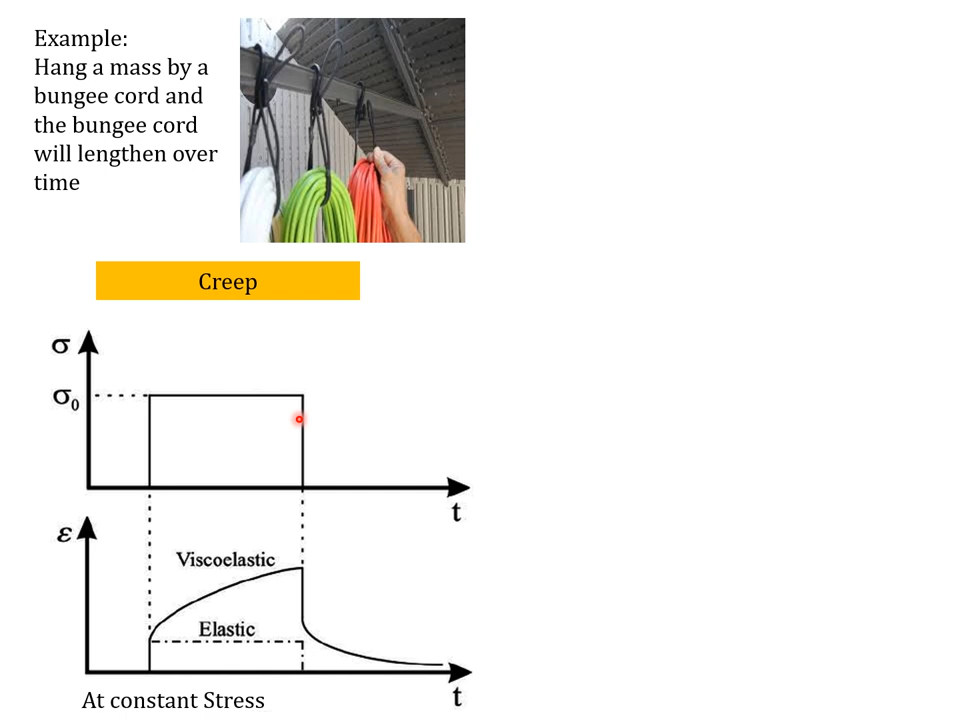 Example:
Hang a mass by a
bungee cord and
the bungee cord
will lengthen over
time
Creep
σ
σ₀
t
ε
Viscoelastic
Elastic
t
At constant Stress